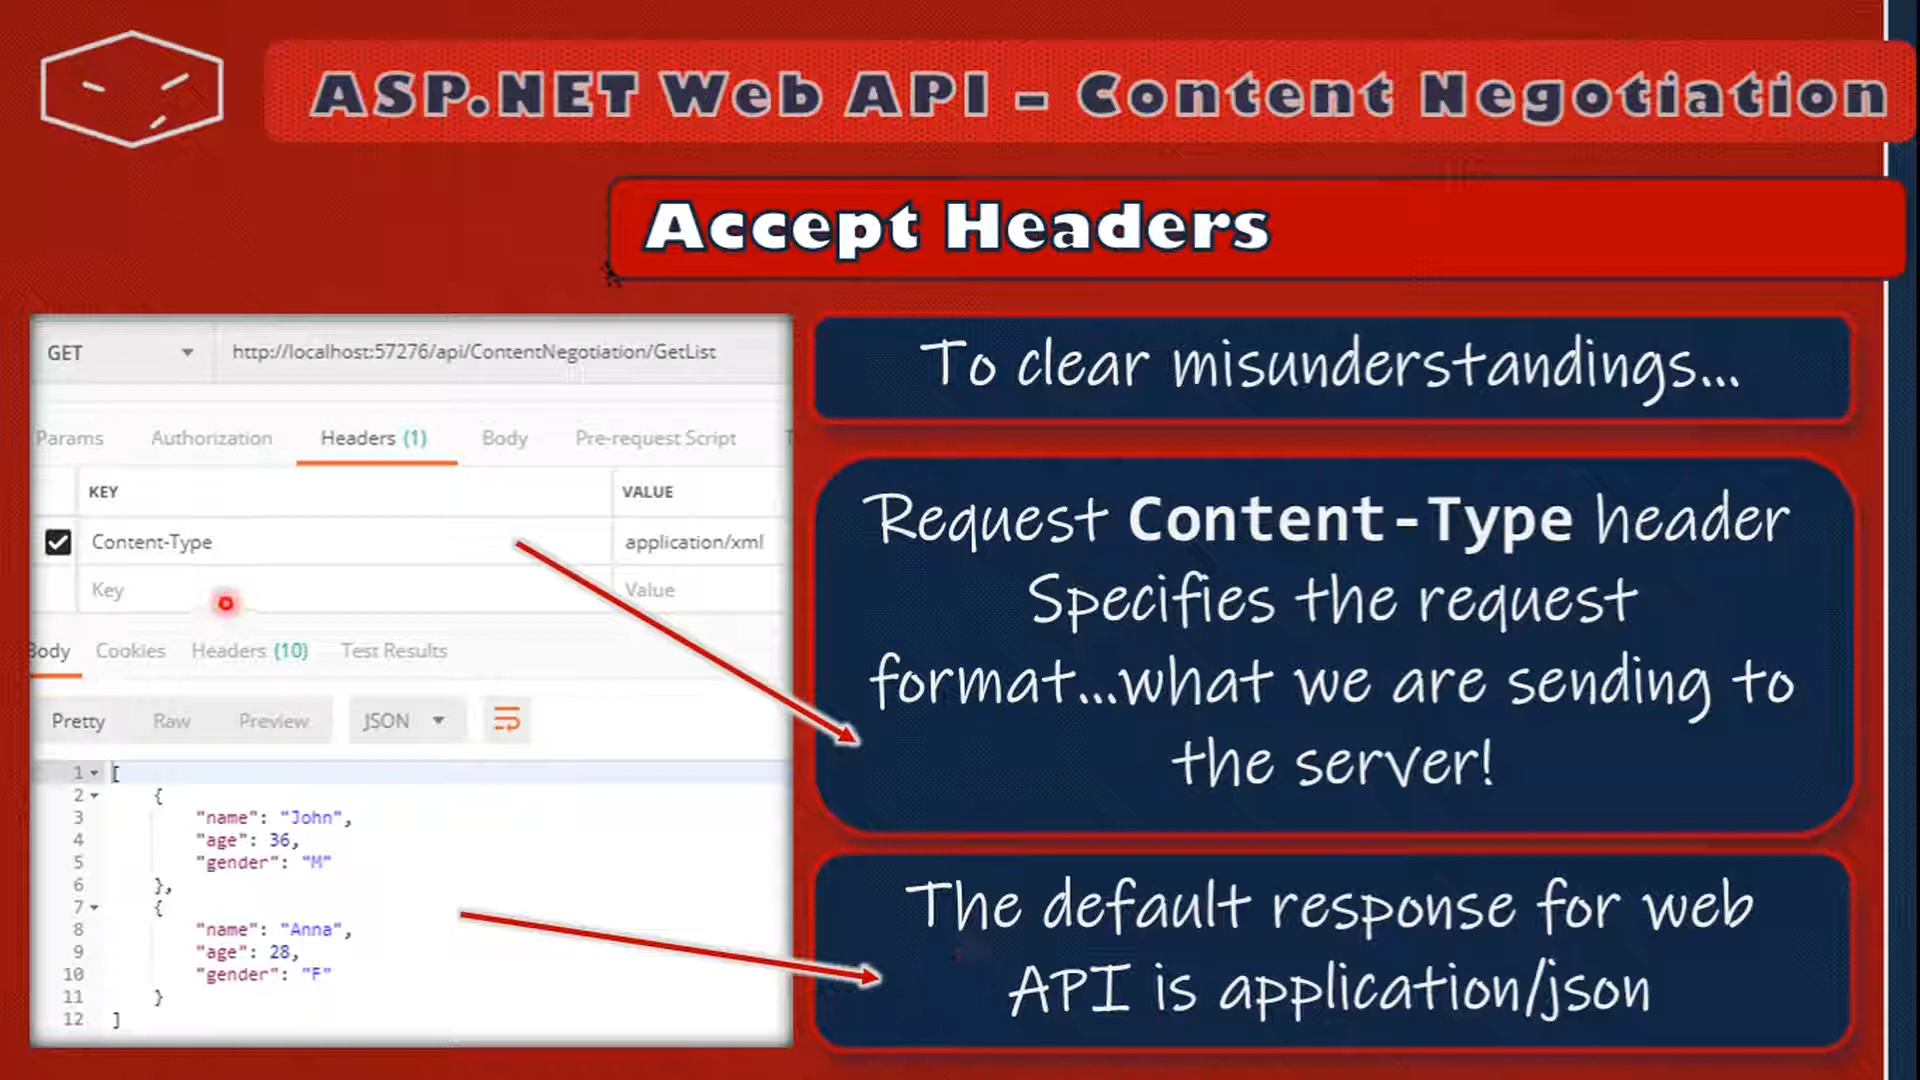 ASP.NET Web API – Content Negotiation
Accept Headers
GET http://localhost:57276/api/ContentNegotiation/GetList
Params Authorization Headers (1) Body Pre-request Script T
KEY VALUE
Content-Type application/xml
Key Value
Body Cookies Headers (10) Test Results
Pretty Raw Preview JSON
1 [
2 {
3 "name": "John",
4 "age": 36,
5 "gender": "M"
6 },
7 {
8 "name": "Anna",
9 "age": 28,
10 "gender": "F"
11 }
12 ]
To clear misunderstandings...
Request Content-Type header
Specifies the request
format...what we are sending to
the server!
The default response for web
API is application/json